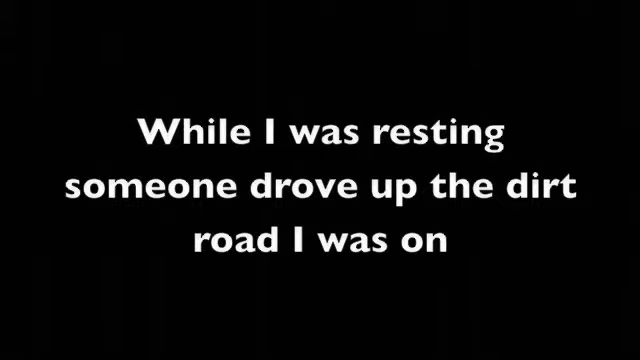 While I was resting
someone drove up the dirt
road I was on